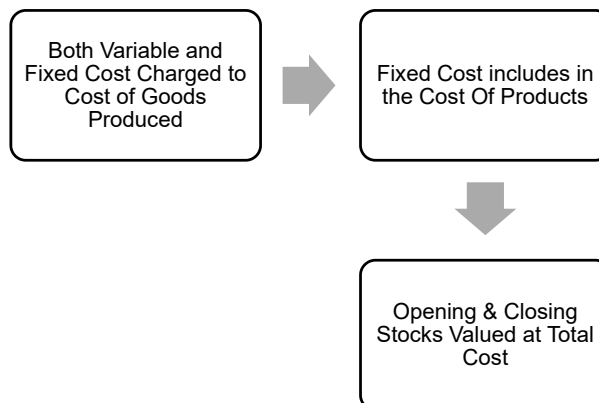 Both Variable and
Fixed Cost Charged to
Cost of Goods
Produced
Fixed Cost includes in
the Cost Of Products
Opening & Closing
Stocks Valued at Total
Cost